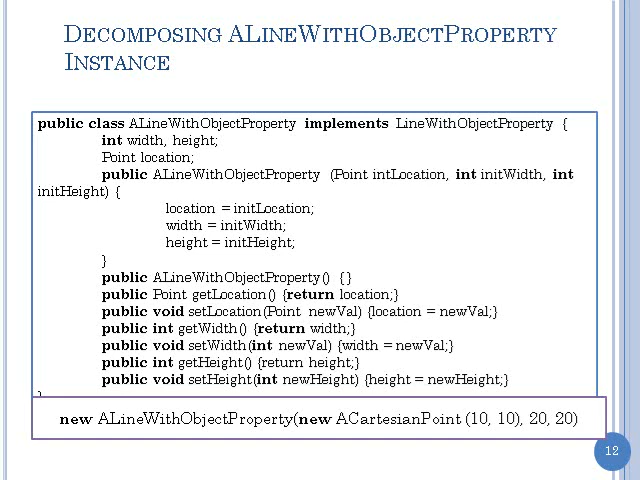 DECOMPOSING ALINEWITHOBJECTPROPERTY
INSTANCE
public class ALineWithObjectProperty implements LineWithObjectProperty {
int width, height;
Point location;
public ALineWithObjectProperty (Point intLocation, int initWidth, int
initHeight) {
location = initLocation;
width = initWidth;
height = initHeight;
}
public ALineWithObjectProperty() {}
public Point getLocation() {return location;}
public void setLocation(Point newVal) {location = newVal;}
public int getWidth() {return width;}
public void setWidth(int newVal) {width = newVal;}
public int getHeight() {return height;}
public void setHeight(int newHeight) {height = newHeight;}
}
new ALineWithObjectProperty(new ACartesianPoint (10, 10), 20, 20)
12